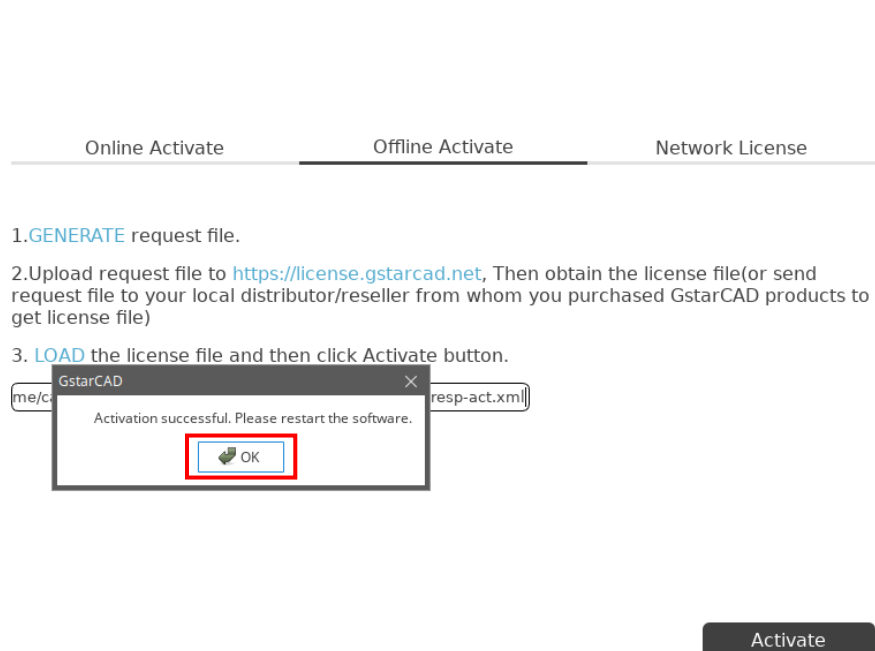 Online Activate
Offline Activate
Network License
1.GENERATE request file.
2.Upload request file to https://license.gstarcad.net, Then obtain the license file(or send
request file to your local distributor/reseller from whom you purchased GstarCAD products to
get license file)
3. LOAD the license file and then click Activate button.
GstarCAD
resp-act.xml
Activation successful. Please restart the software.
OK
Activate